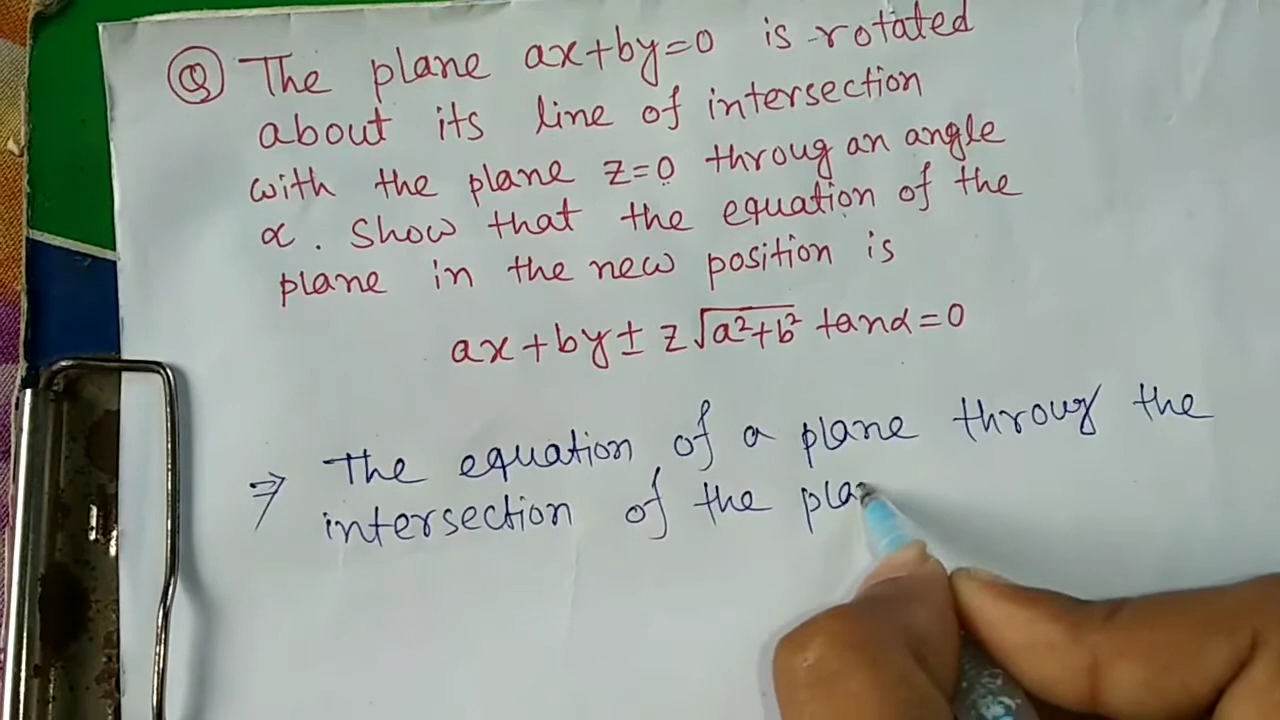 Q The plane ax+by=0 is rotated
about its line of intersection
with the plane z=0 throug an angle
α. Show that the equation of the
plane in the new position is
ax+by±z√a²+b² tanα=0
⇒ The equation of a plane throug the
intersection of the plan